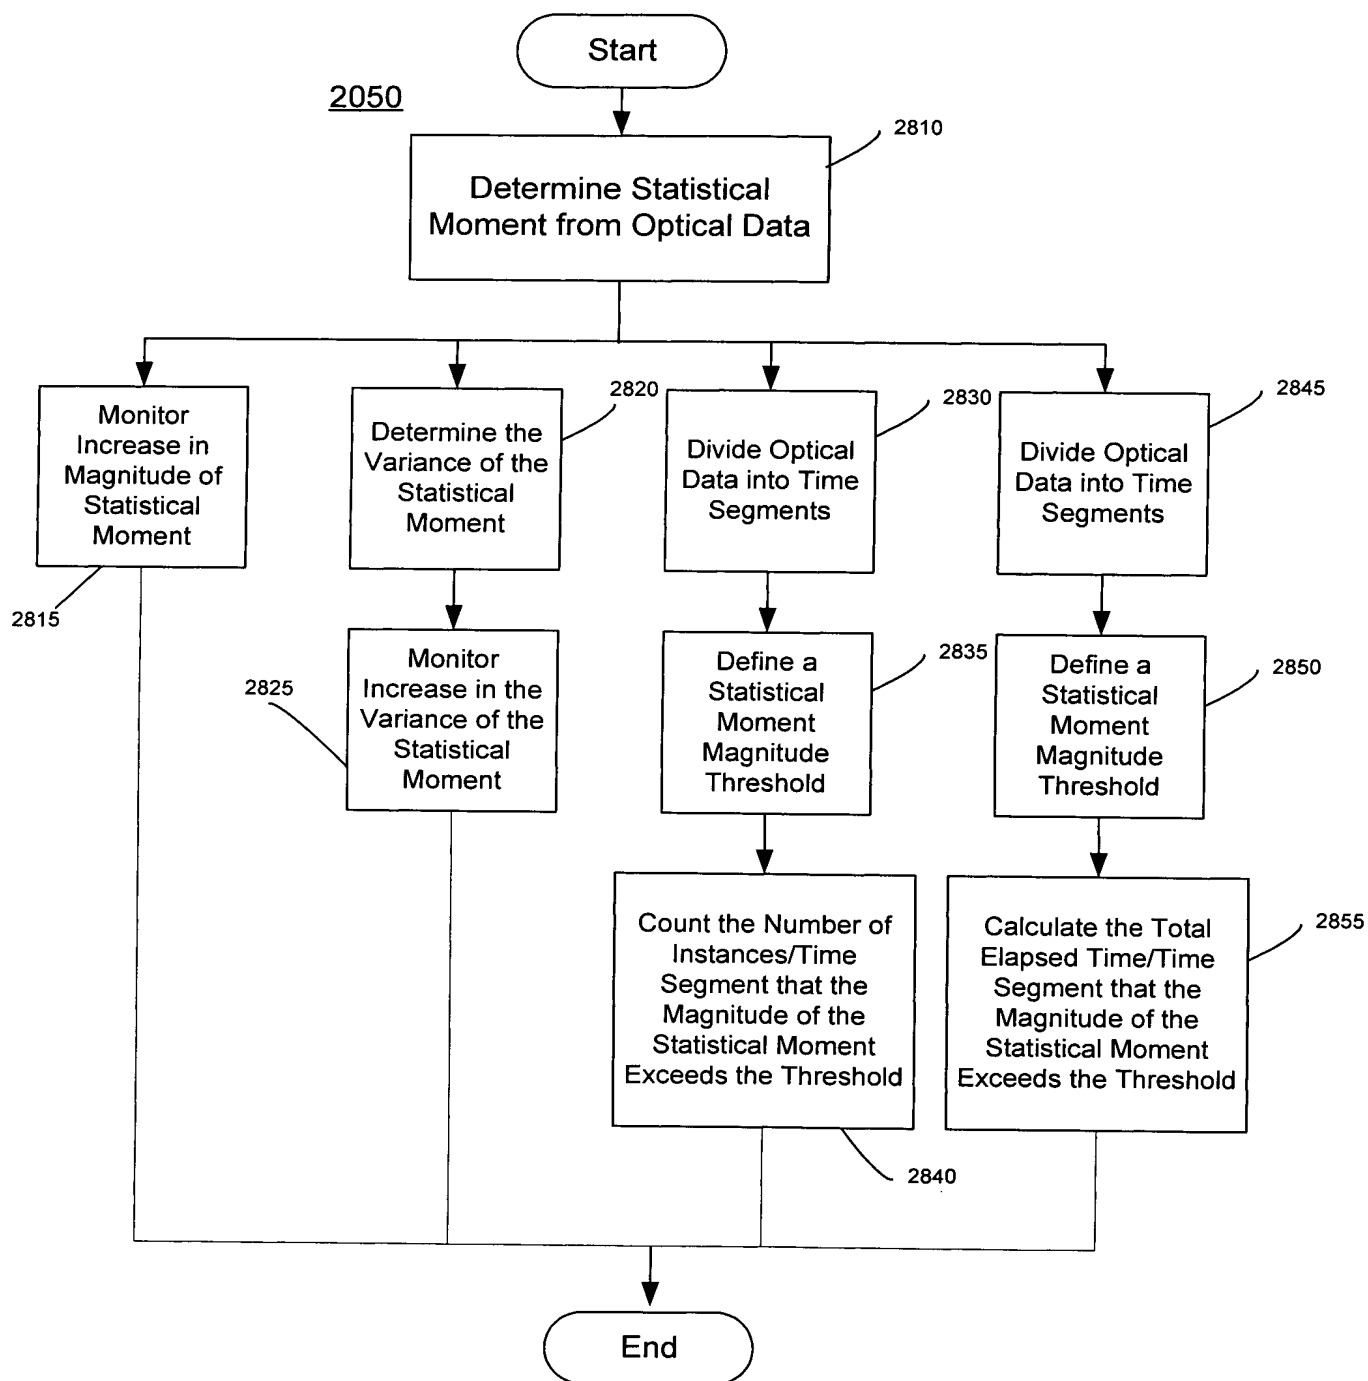 Start
2050
2810
Determine Statistical
Moment from Optical Data
Monitor
Increase in
Magnitude of
Statistical
Moment
2815
2820
Determine the
Variance of the
Statistical
Moment
2825
Monitor
Increase in the
Variance of the
Statistical
Moment
2830
Divide Optical
Data into Time
Segments
2835
Define a
Statistical
Moment
Magnitude
Threshold
Count the Number of
Instances/Time
Segment that the
Magnitude of the
Statistical Moment
Exceeds the Threshold
2840
2845
Divide Optical
Data into Time
Segments
2850
Define a
Statistical
Moment
Magnitude
Threshold
2855
Calculate the Total
Elapsed Time/Time
Segment that the
Magnitude of the
Statistical Moment
Exceeds the Threshold
End